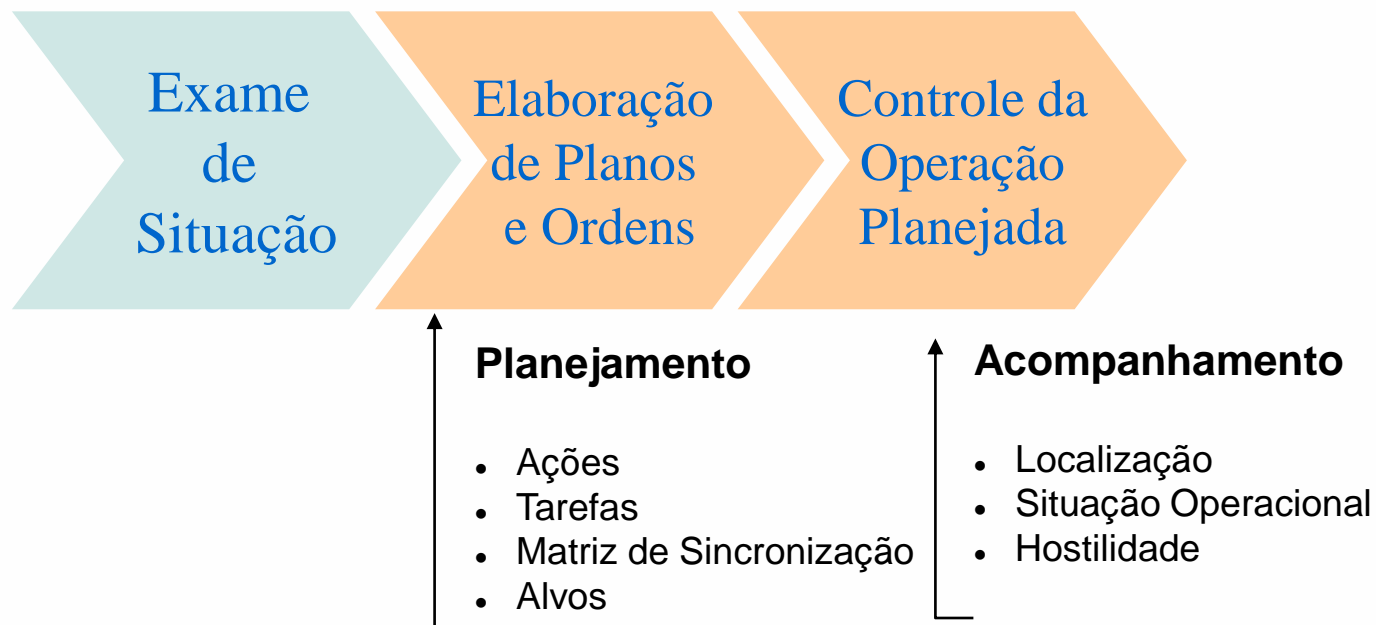 Exame
de
Situação
Elaboração
de Planos
e Ordens
Controle da
Operação
Planejada
Planejamento
● Ações
● Tarefas
● Matriz de Sincronização
● Alvos
Acompanhamento
● Localização
● Situação Operacional
● Hostilidade